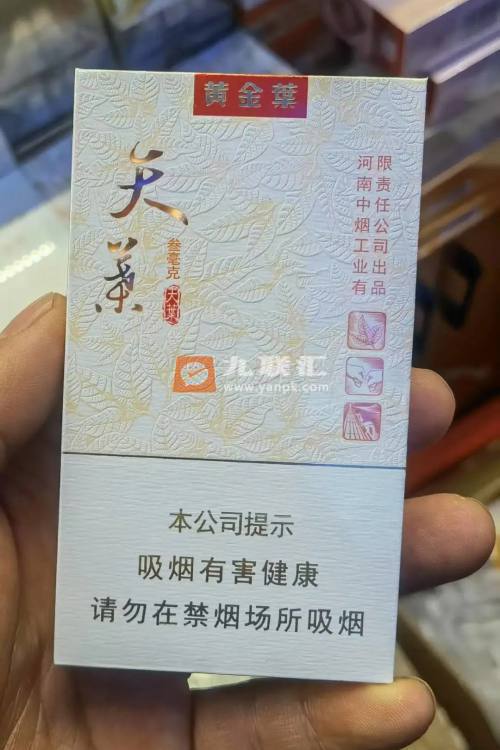 黄金葉
天葉
叁毫克
天葉
河南中烟工业有
限责任公司出品
九联汇
www.yanpk.com
本公司提示
吸烟有害健康
请勿在禁烟场所吸烟